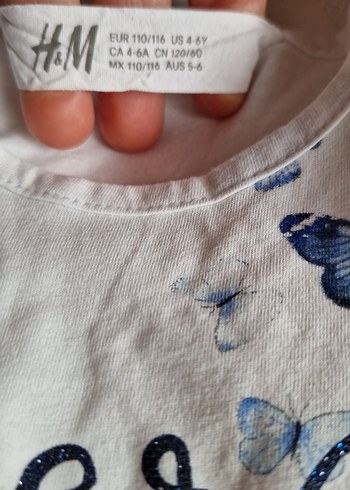 H&M
EUR 110/116 US 4-6Y
CA 4-6A CN 120/60
MX 110/116 AUS 5-6